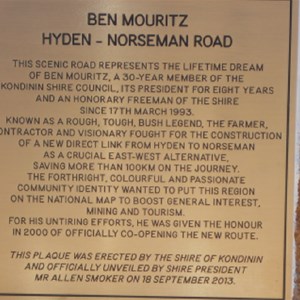 BEN MOURITZ
HYDEN - NORSEMAN ROAD
THIS SCENIC ROAD REPRESENTS THE LIFETIME DREAM
OF BEN MOURITZ, A 30-YEAR MEMBER OF THE
KONDININ SHIRE COUNCIL, ITS PRESIDENT FOR EIGHT YEARS
AND AN HONORARY FREEMAN OF THE SHIRE
SINCE 17TH MARCH 1993.
KNOWN AS A ROUGH, TOUGH, BUSH LEGEND, THE FARMER,
CONTRACTOR AND VISIONARY FOUGHT FOR THE CONSTRUCTION
OF A NEW DIRECT LINK FROM HYDEN TO NORSEMAN
AS A CRUCIAL EAST-WEST ALTERNATIVE,
SAVING MORE THAN 100KM ON THE JOURNEY.
THE FORTHRIGHT, COLOURFUL AND PASSIONATE
COMMUNITY IDENTITY WANTED TO PUT THIS REGION
ON THE NATIONAL MAP TO BOOST GENERAL INTEREST,
MINING AND TOURISM.
FOR HIS UNTIRING EFFORTS, HE WAS GIVEN THE HONOUR
IN 2000 OF OFFICIALLY CO-OPENING THE NEW ROUTE.
THIS PLAQUE WAS ERECTED BY THE SHIRE OF KONDININ
AND OFFICIALLY UNVEILED BY SHIRE PRESIDENT
MR ALLEN SMOKER ON 18 SEPTEMBER 2013.